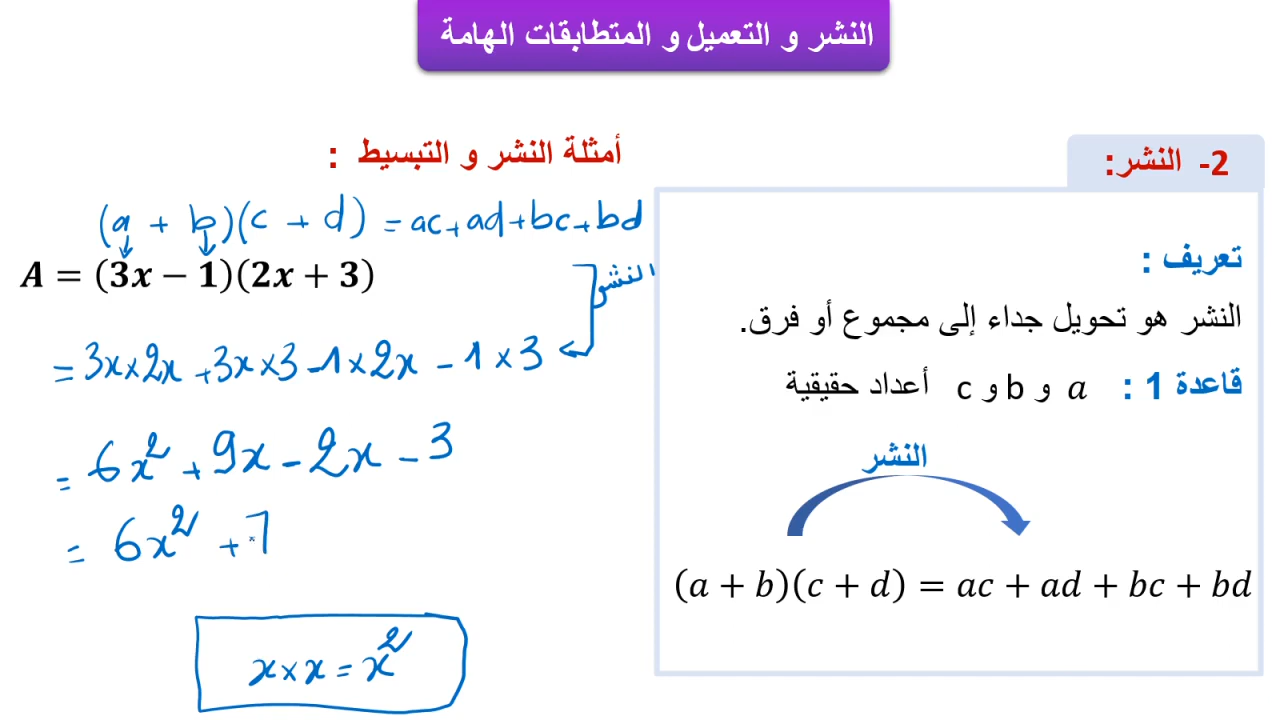 النشر و التعميل و المتطابقات الهامة
2- النشر:
تعريف :
النشر هو تحويل جداء إلى مجموع أو فرق.
قاعدة 1 : a و b و c أعداد حقيقية
النشر
(a + b)(c + d) = ac + ad + bc + bd
أمثلة النشر و التبسيط :
(a + b)(c + d) = ac + ad + bc + bd
A = (3x − 1)(2x + 3)
النشر
= 3x × 2x + 3x × 3 − 1 × 2x − 1 × 3
= 6x² + 9x − 2x − 3
= 6x² + 7
x × x = x²